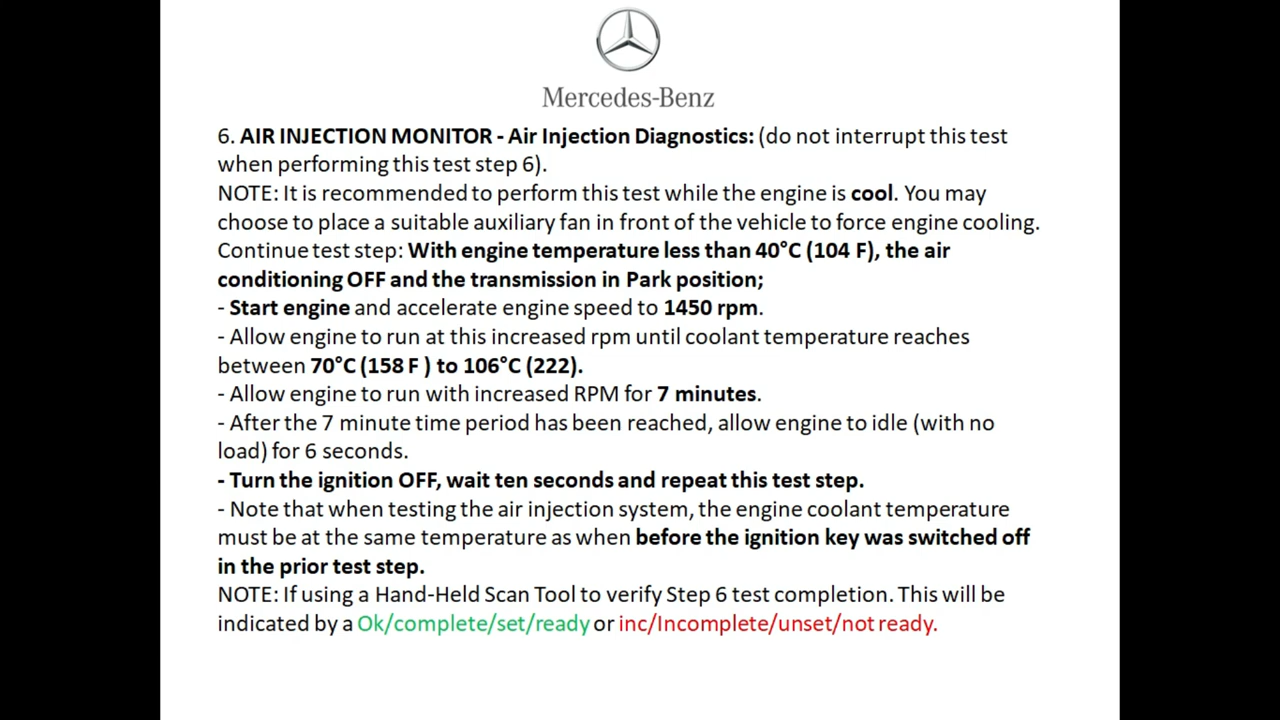 Mercedes-Benz
6. AIR INJECTION MONITOR - Air Injection Diagnostics: (do not interrupt this test
when performing this test step 6).
NOTE: It is recommended to perform this test while the engine is cool. You may
choose to place a suitable auxiliary fan in front of the vehicle to force engine cooling.
Continue test step: With engine temperature less than 40°C (104 F), the air
conditioning OFF and the transmission in Park position;
- Start engine and accelerate engine speed to 1450 rpm.
- Allow engine to run at this increased rpm until coolant temperature reaches
between 70°C (158 F ) to 106°C (222).
- Allow engine to run with increased RPM for 7 minutes.
- After the 7 minute time period has been reached, allow engine to idle (with no
load) for 6 seconds.
- Turn the ignition OFF, wait ten seconds and repeat this test step.
- Note that when testing the air injection system, the engine coolant temperature
must be at the same temperature as when before the ignition key was switched off
in the prior test step.
NOTE: If using a Hand-Held Scan Tool to verify Step 6 test completion. This will be
indicated by a Ok/complete/set/ready or inc/Incomplete/unset/not ready.